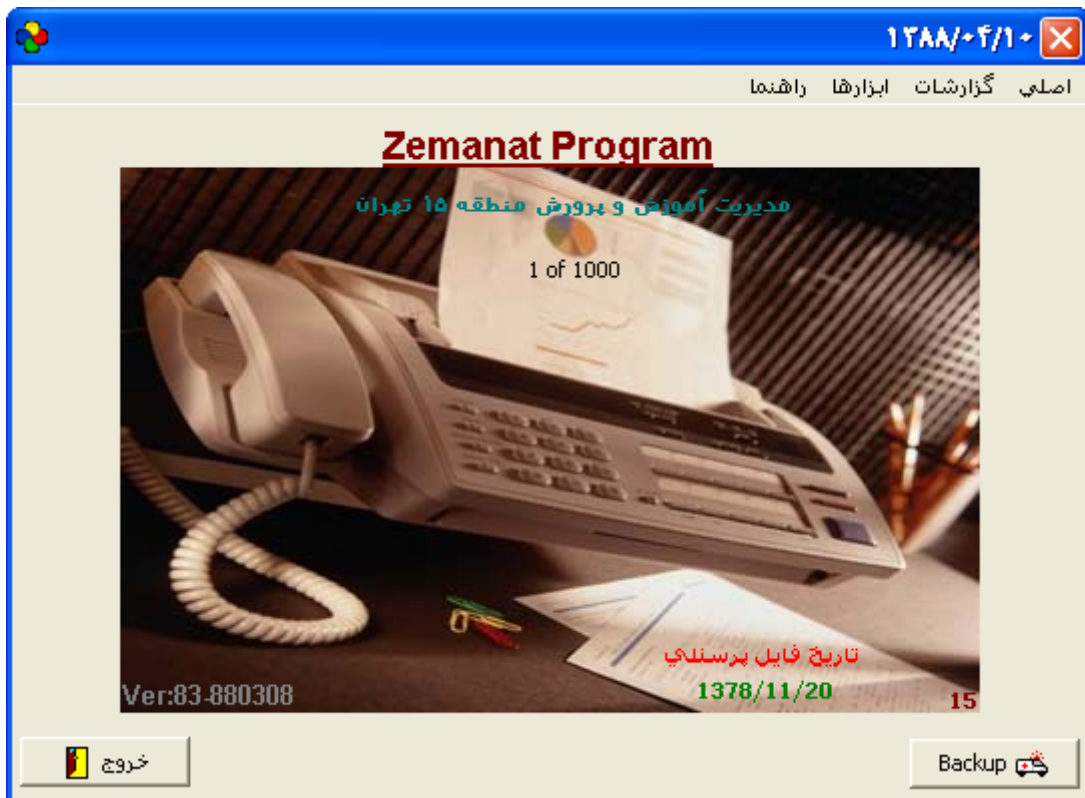 ۱۳۸۸/۰۴/۱۰
اصلي گزارشات ابزارها راهنما
Zemanat Program
مديريت آموزش و پرورش منطقه ۱۵ تهران
1 of 1000
تاريخ فايل پرسنلي
1378/11/20
Ver:83-880308
15
خروج
Backup